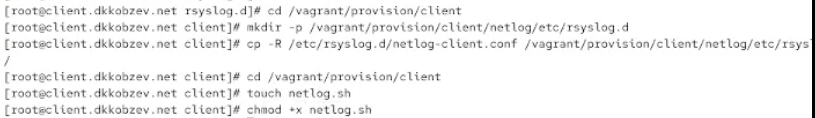 [root@client.dkkobzev.net rsyslog.d]# cd /vagrant/provision/client
[root@client.dkkobzev.net client]# mkdir -p /vagrant/provision/client/netlog/etc/rsyslog.d
[root@client.dkkobzev.net client]# cp -R /etc/rsyslog.d/netlog-client.conf /vagrant/provision/client/netlog/etc/rsys
/
[root@client.dkkobzev.net client]# cd /vagrant/provision/client
[root@client.dkkobzev.net client]# touch netlog.sh
[root@client.dkkobzev.net client]# chmod +x netlog.sh